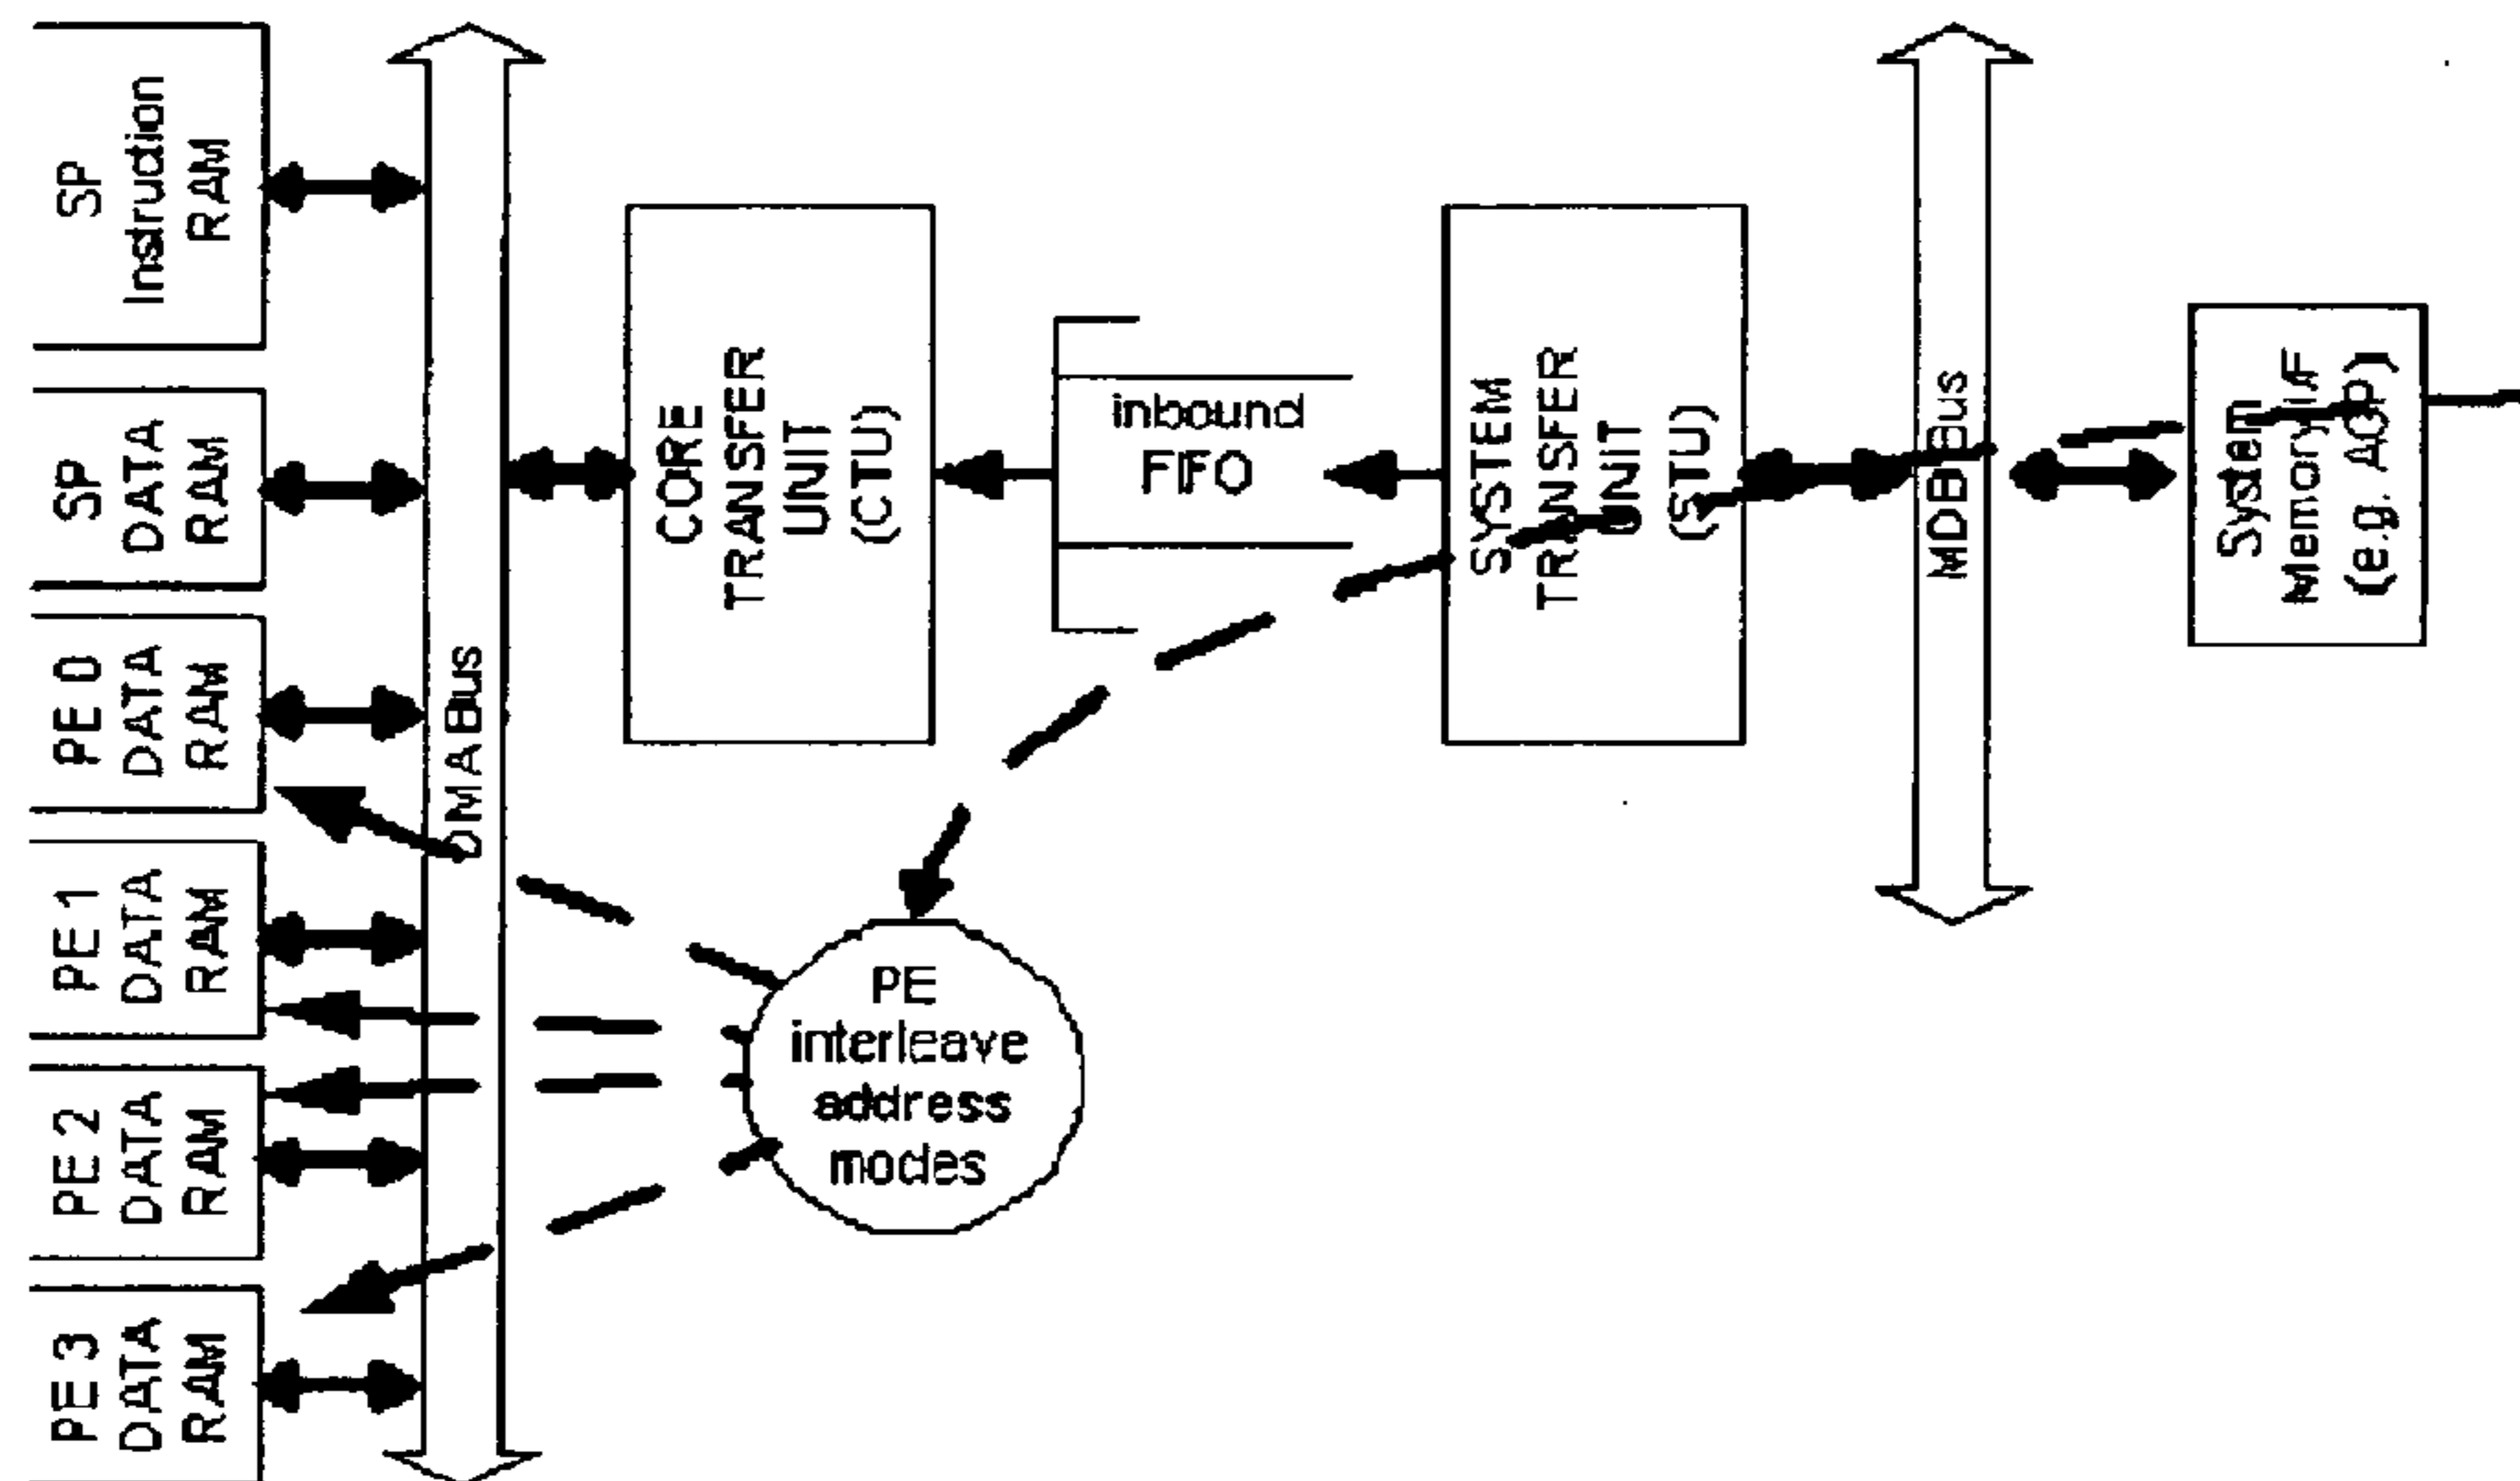 SP
Instruction
RAM
SP
DATA
RAM
PE 0
DATA
RAM
PE 1
DATA
RAM
PE 2
DATA
RAM
PE 3
DATA
RAM
DMA Bus
CORE
TRANSFER
UNIT
(CTU)
inbound
FIFO
SYSTEM
TRANSFER
UNIT
(STU)
MDB Bus
System
Memory I/F
(e.g. ACP)
PE
interleave
address
modes